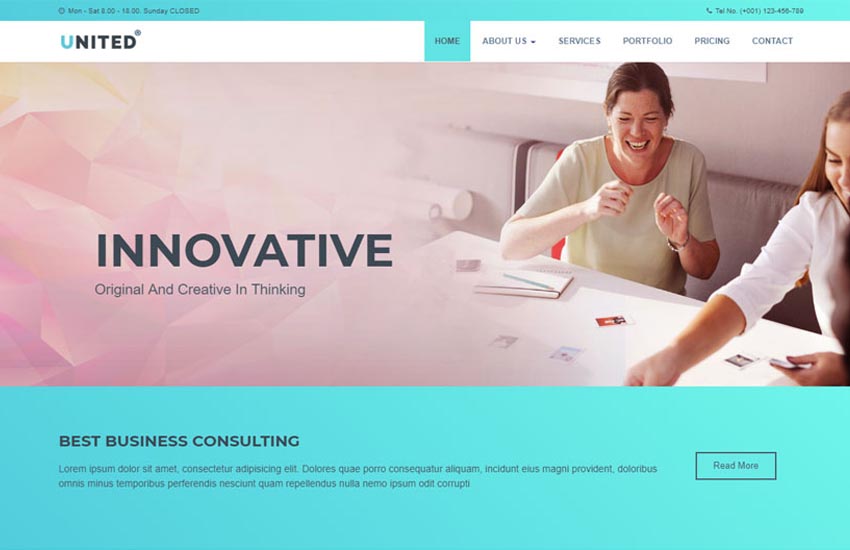 Mon - Sat 8.00 - 18.00. Sunday CLOSED
Tel No. (+001) 123-456-789
UNITED®
HOME
ABOUT US
SERVICES
PORTFOLIO
PRICING
CONTACT
INNOVATIVE
Original And Creative In Thinking
BEST BUSINESS CONSULTING
Lorem ipsum dolor sit amet, consectetur adipisicing elit. Dolores quae porro consequatur aliquam, incidunt eius magni provident, doloribus
omnis minus temporibus perferendis nesciunt quam repellendus nulla nemo ipsum odit corrupti
Read More